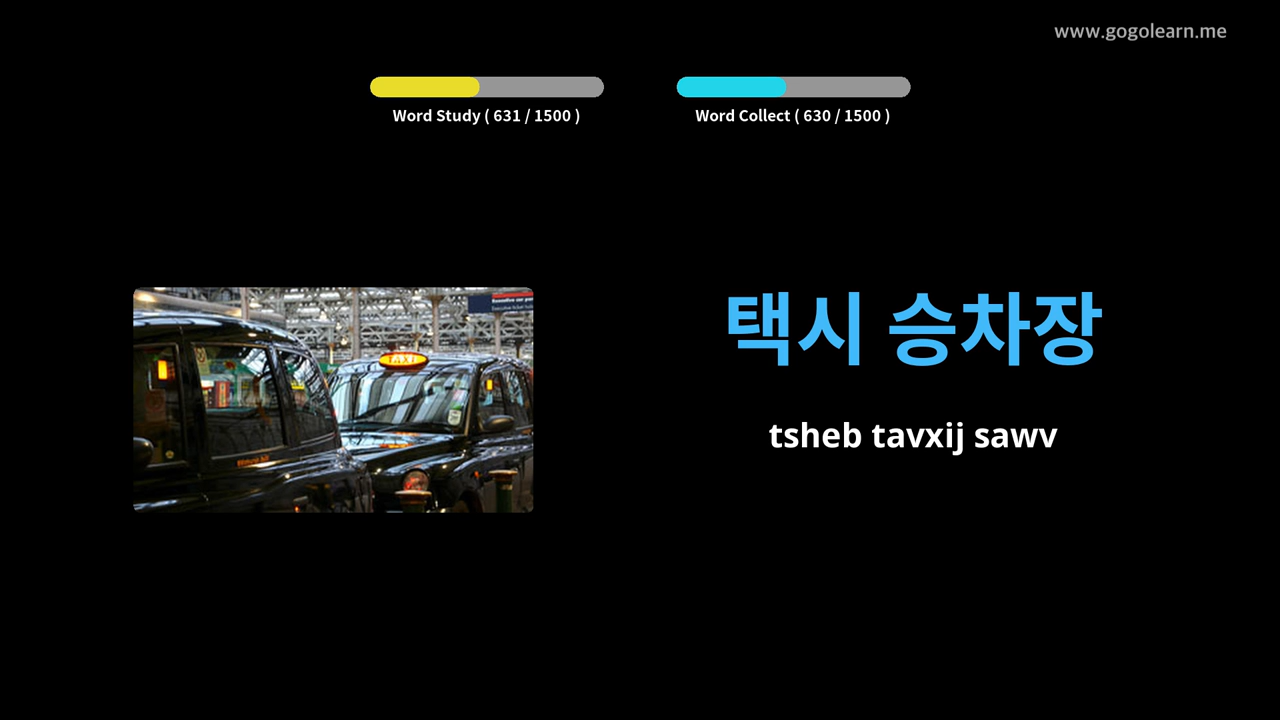 www.gogolearn.me
Word Study ( 631 / 1500 )
Word Collect ( 630 / 1500 )
택시 승차장
tsheb tavxij sawv
TAXI